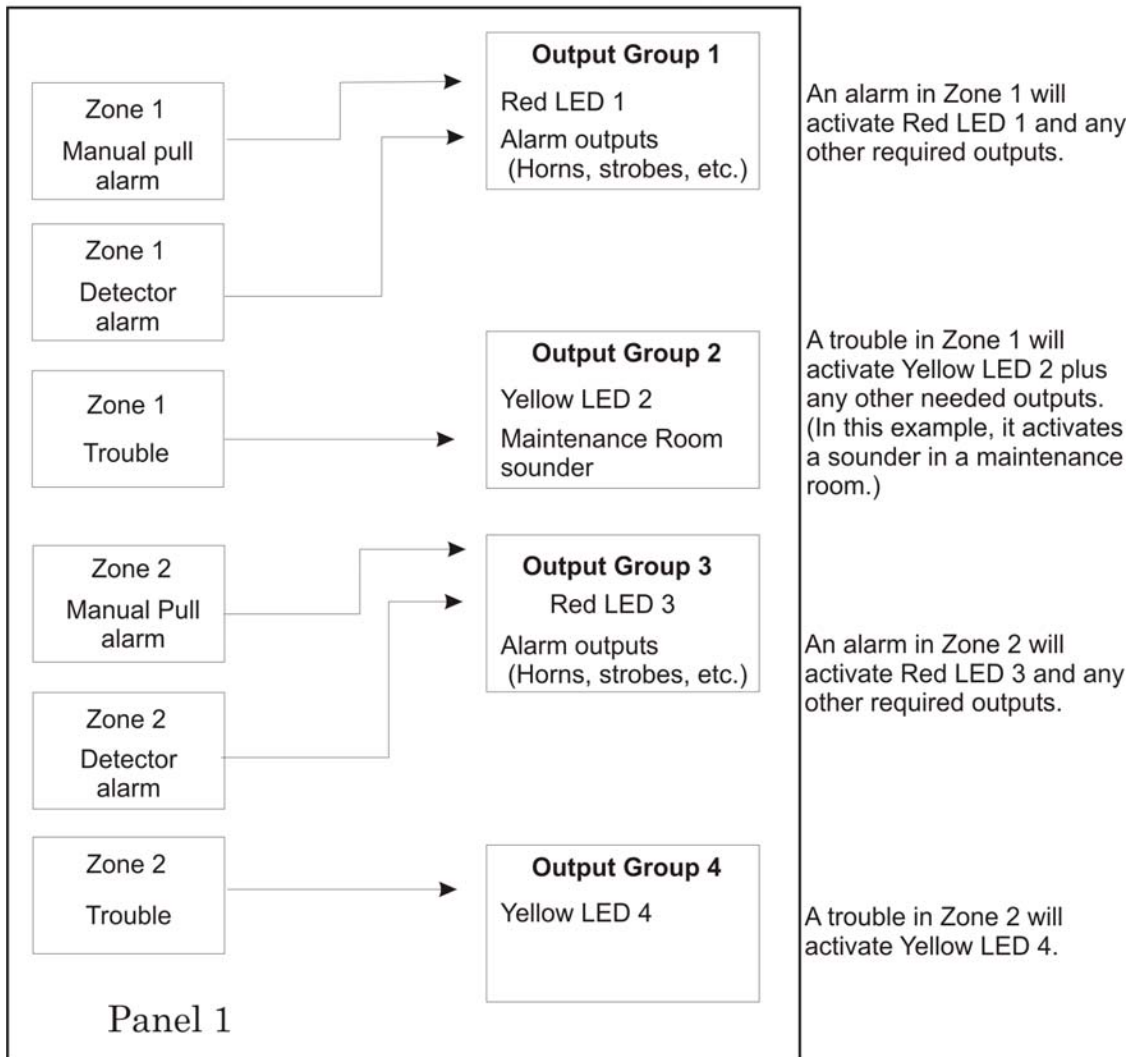 Zone 1
Manual pull
alarm
Zone 1
Detector
alarm
Zone 1
Trouble
Zone 2
Manual Pull
alarm
Zone 2
Detector
alarm
Zone 2
Trouble
Panel 1
Output Group 1
Red LED 1
Alarm outputs
(Horns, strobes, etc.)
Output Group 2
Yellow LED 2
Maintenance Room
sounder
Output Group 3
Red LED 3
Alarm outputs
(Horns, strobes, etc.)
Output Group 4
Yellow LED 4
An alarm in Zone 1 will
activate Red LED 1 and any
other required outputs.
A trouble in Zone 1 will
activate Yellow LED 2 plus
any other needed outputs.
(In this example, it activates
a sounder in a maintenance
room.)
An alarm in Zone 2 will
activate Red LED 3 and any
other required outputs.
A trouble in Zone 2 will
activate Yellow LED 4.